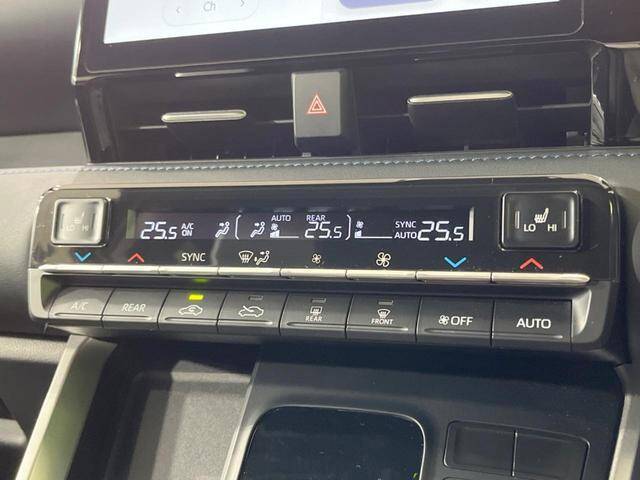 Ch
AUTO REAR SYNC
25.5 A/C ON 25.5 AUTO 25.5
LO HI
LO HI
SYNC
A/C REAR REAR FRONT OFF AUTO